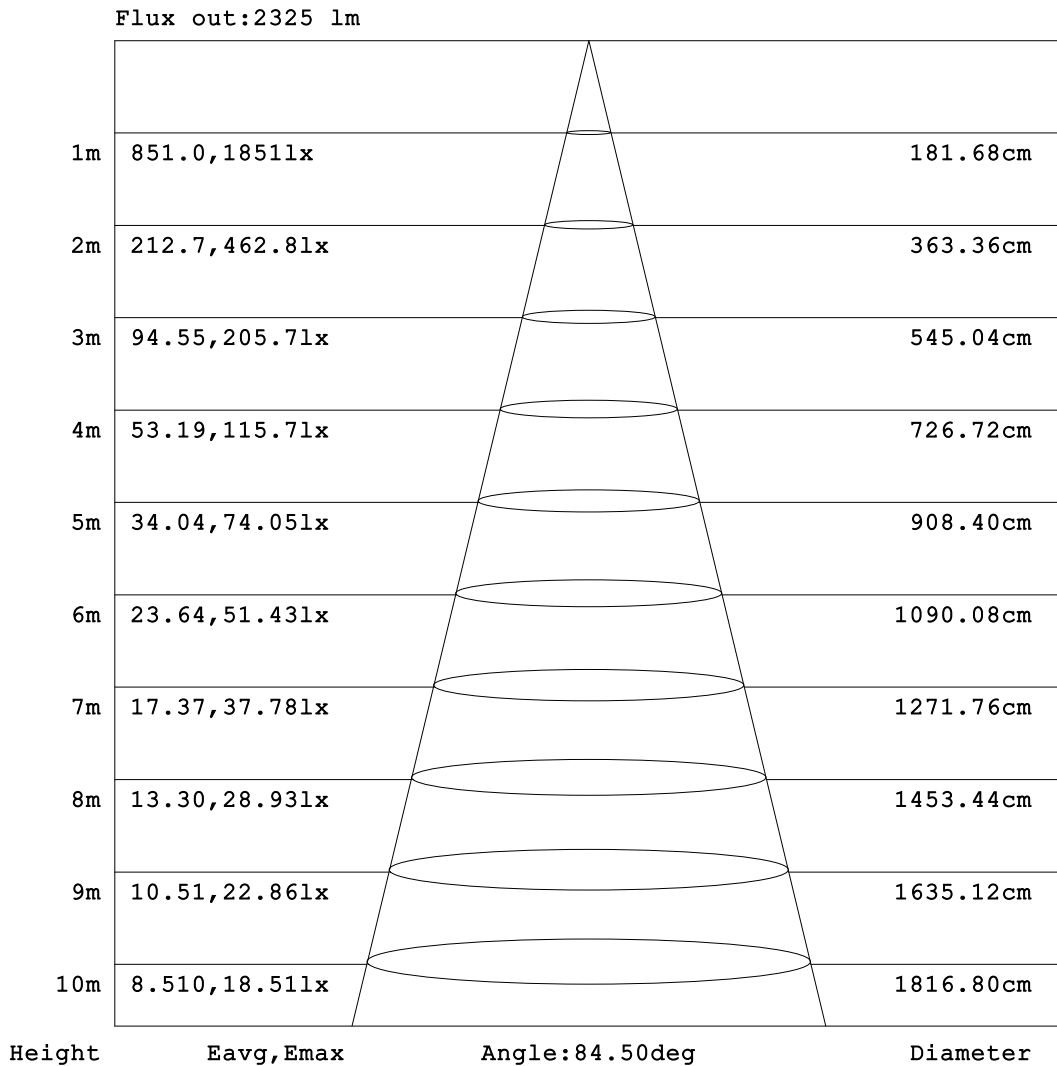 Flux out:2325 lm
1m 851.0,1851lx 181.68cm
2m 212.7,462.8lx 363.36cm
3m 94.55,205.7lx 545.04cm
4m 53.19,115.7lx 726.72cm
5m 34.04,74.05lx 908.40cm
6m 23.64,51.43lx 1090.08cm
7m 17.37,37.78lx 1271.76cm
8m 13.30,28.93lx 1453.44cm
9m 10.51,22.86lx 1635.12cm
10m 8.510,18.51lx 1816.80cm
Height Eavg,Emax Angle:84.50deg Diameter